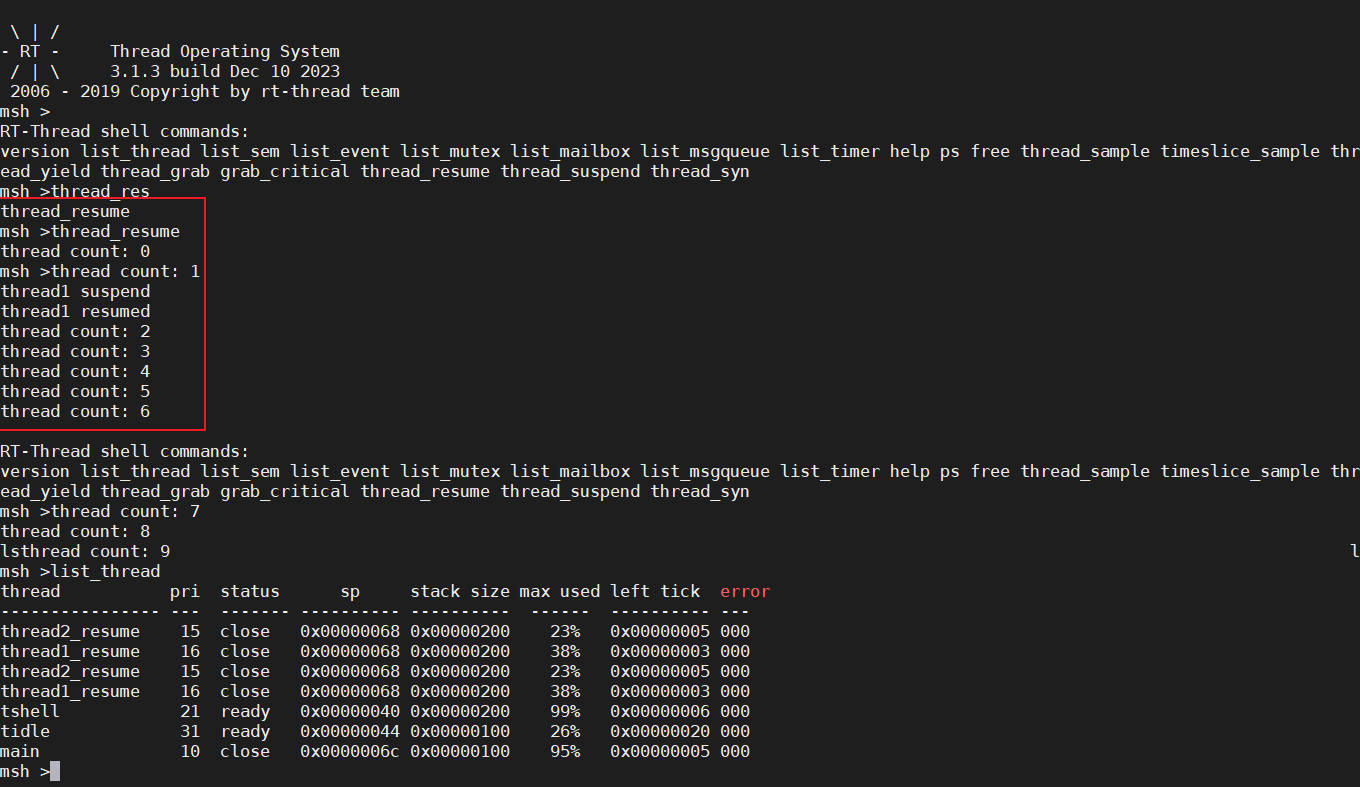 \ | /
- RT -     Thread Operating System
 / | \     3.1.3 build Dec 10 2023
 2006 - 2019 Copyright by rt-thread team
msh >
RT-Thread shell commands:
version list_thread list_sem list_event list_mutex list_mailbox list_msgqueue list_timer help ps free thread_sample timeslice_sample thr
ead_yield thread_grab grab_critical thread_resume thread_suspend thread_syn
msh >thread_res
thread_resume
msh >thread_resume
thread count: 0
msh >thread count: 1
thread1 suspend
thread1 resumed
thread count: 2
thread count: 3
thread count: 4
thread count: 5
thread count: 6
RT-Thread shell commands:
version list_thread list_sem list_event list_mutex list_mailbox list_msgqueue list_timer help ps free thread_sample timeslice_sample thr
ead_yield thread_grab grab_critical thread_resume thread_suspend thread_syn
msh >thread count: 7
thread count: 8
lsthread count: 9                                                                                                                      l
msh >list_thread
thread           pri  status      sp     stack size max used left tick  error
---------------- ---  ------- ---------- ----------  ------  ---------- ---
thread2_resume    15  close   0x00000068 0x00000200    23%   0x00000005 000
thread1_resume    16  close   0x00000068 0x00000200    38%   0x00000003 000
thread2_resume    15  close   0x00000068 0x00000200    23%   0x00000005 000
thread1_resume    16  close   0x00000068 0x00000200    38%   0x00000003 000
tshell            21  ready   0x00000040 0x00000200    99%   0x00000006 000
tidle             31  ready   0x00000044 0x00000100    26%   0x00000020 000
main              10  close   0x0000006c 0x00000100    95%   0x00000005 000
msh >